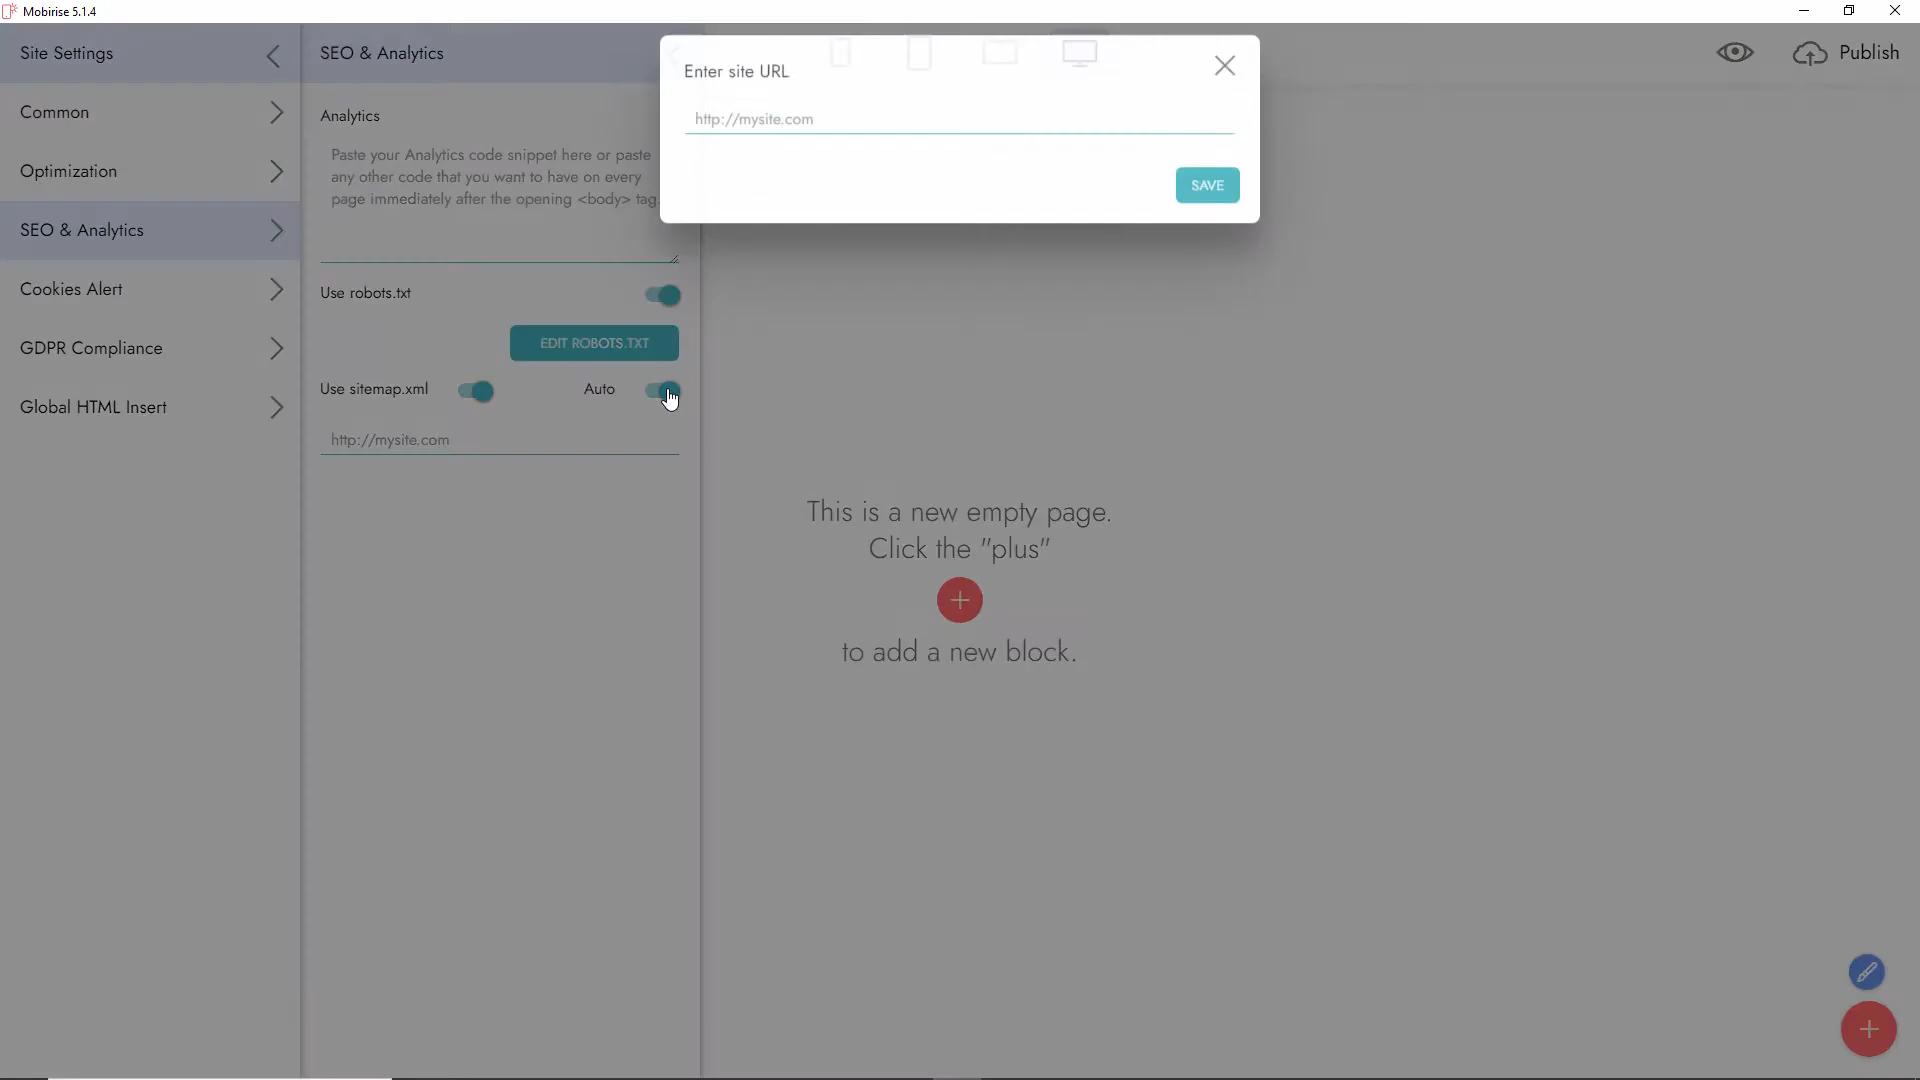 Mobirise 5.1.4
Site Settings
SEO & Analytics
Publish
Enter site URL
http://mysite.com
SAVE
Common
Optimization
SEO & Analytics
Cookies Alert
GDPR Compliance
Global HTML Insert
Analytics
Paste your Analytics code snippet here or paste
any other code that you want to have on every
page immediately after the opening <body> tag.
Use robots.txt
EDIT ROBOTS.TXT
Use sitemap.xml
Auto
http://mysite.com
This is a new empty page.
Click the "plus"
to add a new block.